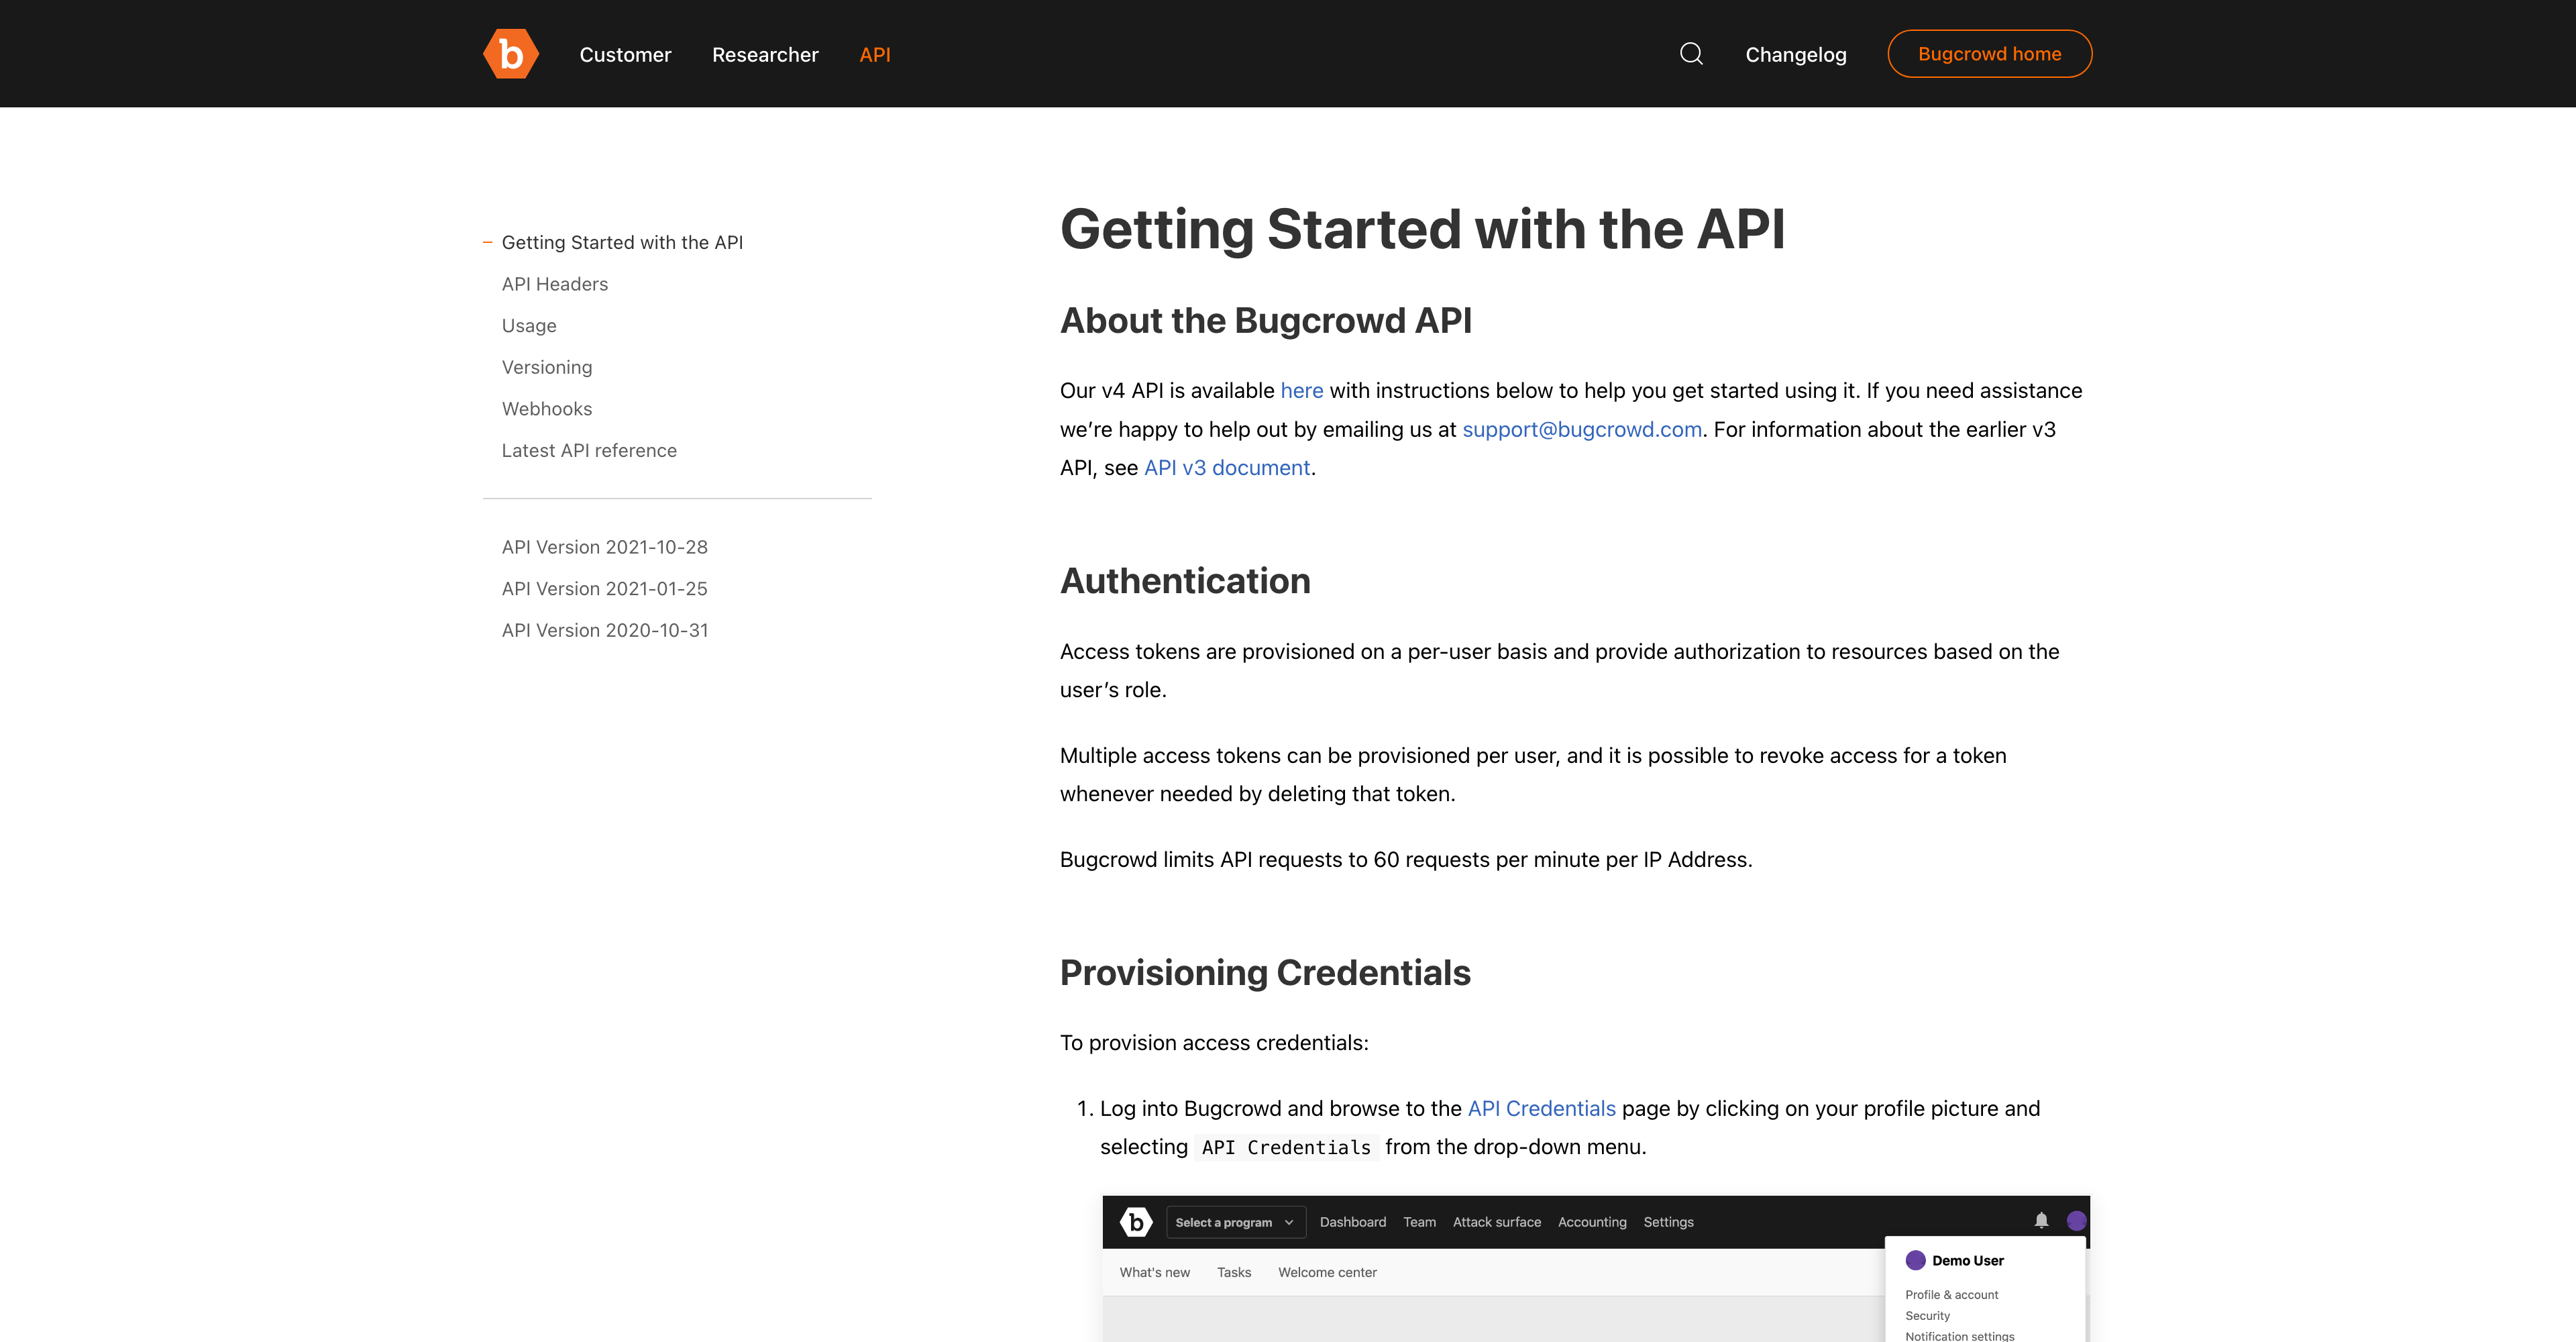 b Customer Researcher API Changelog Bugcrowd home
Getting Started with the API
API Headers
Usage
Versioning
Webhooks
Latest API reference
API Version 2021-10-28
API Version 2021-01-25
API Version 2020-10-31
Getting Started with the API
About the Bugcrowd API
Our v4 API is available here with instructions below to help you get started using it. If you need assistance
we’re happy to help out by emailing us at support@bugcrowd.com. For information about the earlier v3
API, see API v3 document.
Authentication
Access tokens are provisioned on a per-user basis and provide authorization to resources based on the
user’s role.
Multiple access tokens can be provisioned per user, and it is possible to revoke access for a token
whenever needed by deleting that token.
Bugcrowd limits API requests to 60 requests per minute per IP Address.
Provisioning Credentials
To provision access credentials:
1. Log into Bugcrowd and browse to the API Credentials page by clicking on your profile picture and
selecting API Credentials from the drop-down menu.
b Select a program Dashboard Team Attack surface Accounting Settings
What's new Tasks Welcome center
Demo User
Profile & account
Security
Notification settings